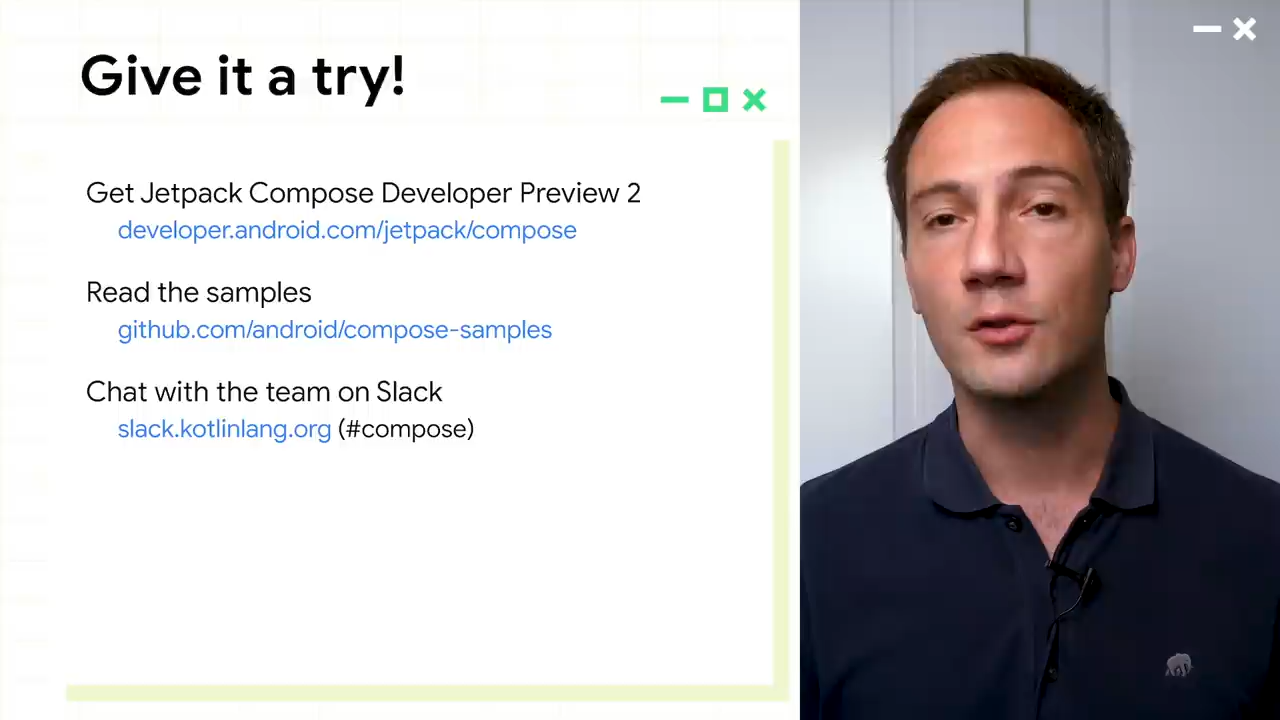 Give it a try!
Get Jetpack Compose Developer Preview 2
developer.android.com/jetpack/compose
Read the samples
github.com/android/compose-samples
Chat with the team on Slack
slack.kotlinlang.org (#compose)